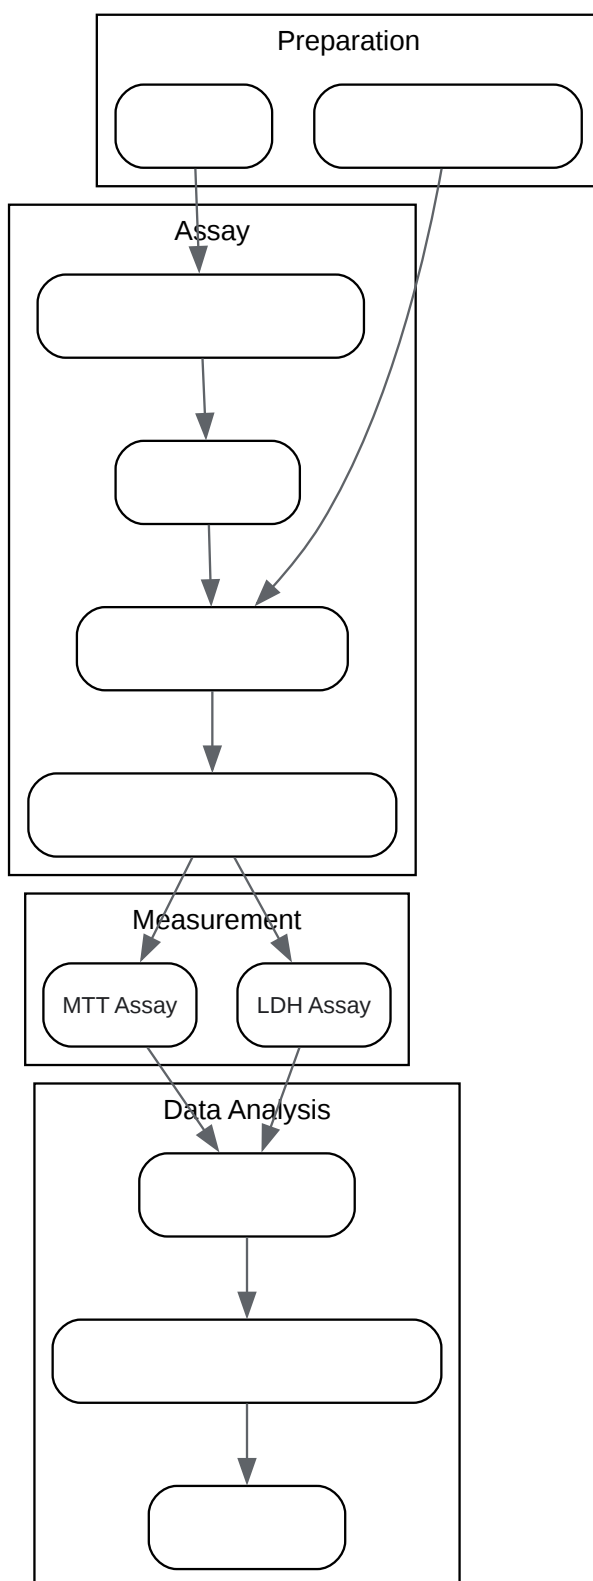 Preparation
Assay
Measurement
MTT Assay
LDH Assay
Data Analysis